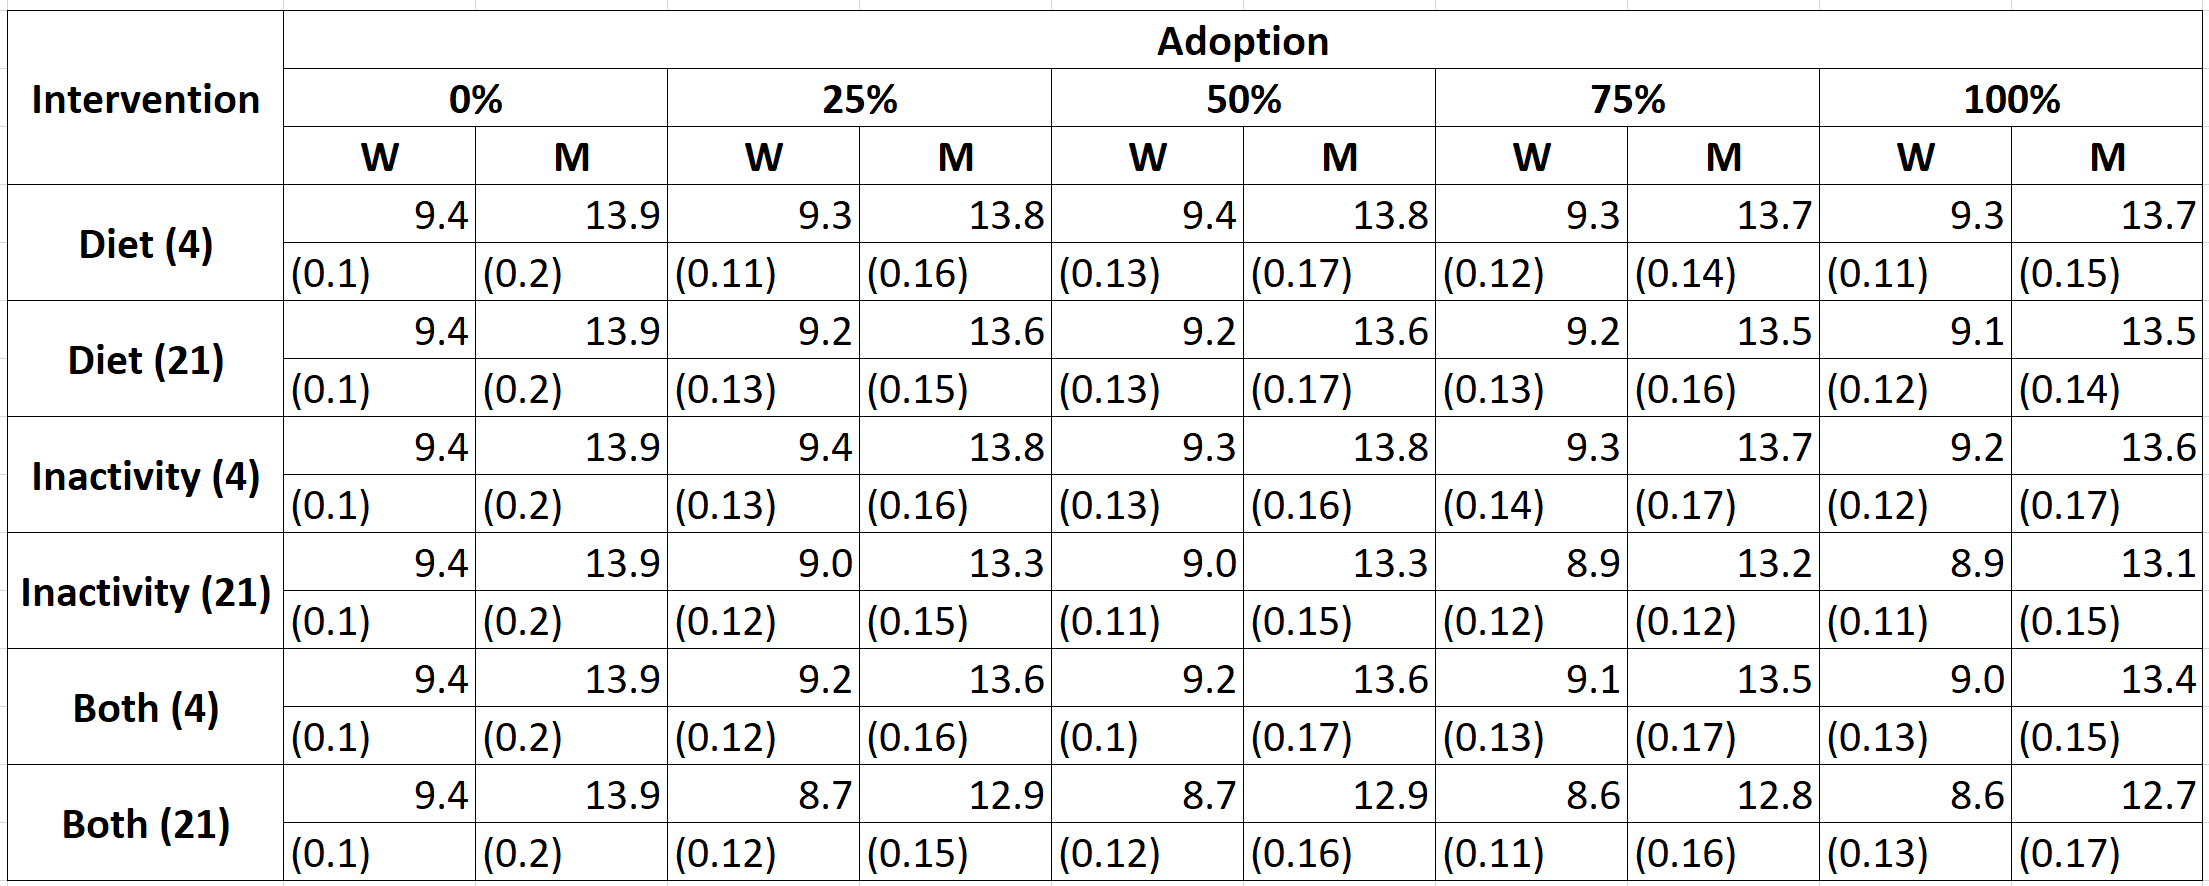 Adoption
Intervention 0% 25% 50% 75% 100%
W M W M W M W M W M
Diet (4) 9.4 13.9 9.3 13.8 9.4 13.8 9.3 13.7 9.3 13.7
(0.1) (0.2) (0.11) (0.16) (0.13) (0.17) (0.12) (0.14) (0.11) (0.15)
Diet (21) 9.4 13.9 9.2 13.6 9.2 13.6 9.2 13.5 9.1 13.5
(0.1) (0.2) (0.13) (0.15) (0.13) (0.17) (0.13) (0.16) (0.12) (0.14)
Inactivity (4) 9.4 13.9 9.4 13.8 9.3 13.8 9.3 13.7 9.2 13.6
(0.1) (0.2) (0.13) (0.16) (0.13) (0.16) (0.14) (0.17) (0.12) (0.17)
Inactivity (21) 9.4 13.9 9.0 13.3 9.0 13.3 8.9 13.2 8.9 13.1
(0.1) (0.2) (0.12) (0.15) (0.11) (0.15) (0.12) (0.12) (0.11) (0.15)
Both (4) 9.4 13.9 9.2 13.6 9.2 13.6 9.1 13.5 9.0 13.4
(0.1) (0.2) (0.12) (0.16) (0.1) (0.17) (0.13) (0.17) (0.13) (0.15)
Both (21) 9.4 13.9 8.7 12.9 8.7 12.9 8.6 12.8 8.6 12.7
(0.1) (0.2) (0.12) (0.15) (0.12) (0.16) (0.11) (0.16) (0.13) (0.17)